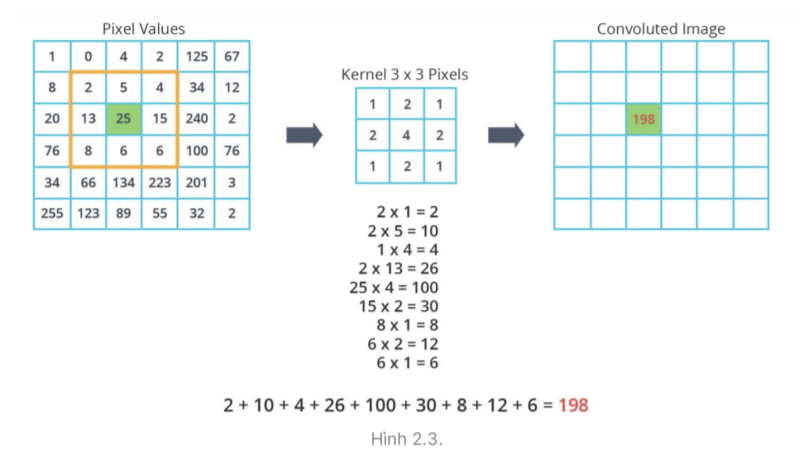 Pixel Values
Convoluted Image
1 0 4 2 125 67
8 2 5 4 34 12
20 13 25 15 240 2
76 8 6 6 100 76
34 66 134 223 201 3
255 123 89 55 32 2
Kernel 3 x 3 Pixels
1 2 1
2 4 2
1 2 1
198
2 x 1 = 2
2 x 5 = 10
1 x 4 = 4
2 x 13 = 26
25 x 4 = 100
15 x 2 = 30
8 x 1 = 8
6 x 2 = 12
6 x 1 = 6
2 + 10 + 4 + 26 + 100 + 30 + 8 + 12 + 6 = 198
Hình 2.3.